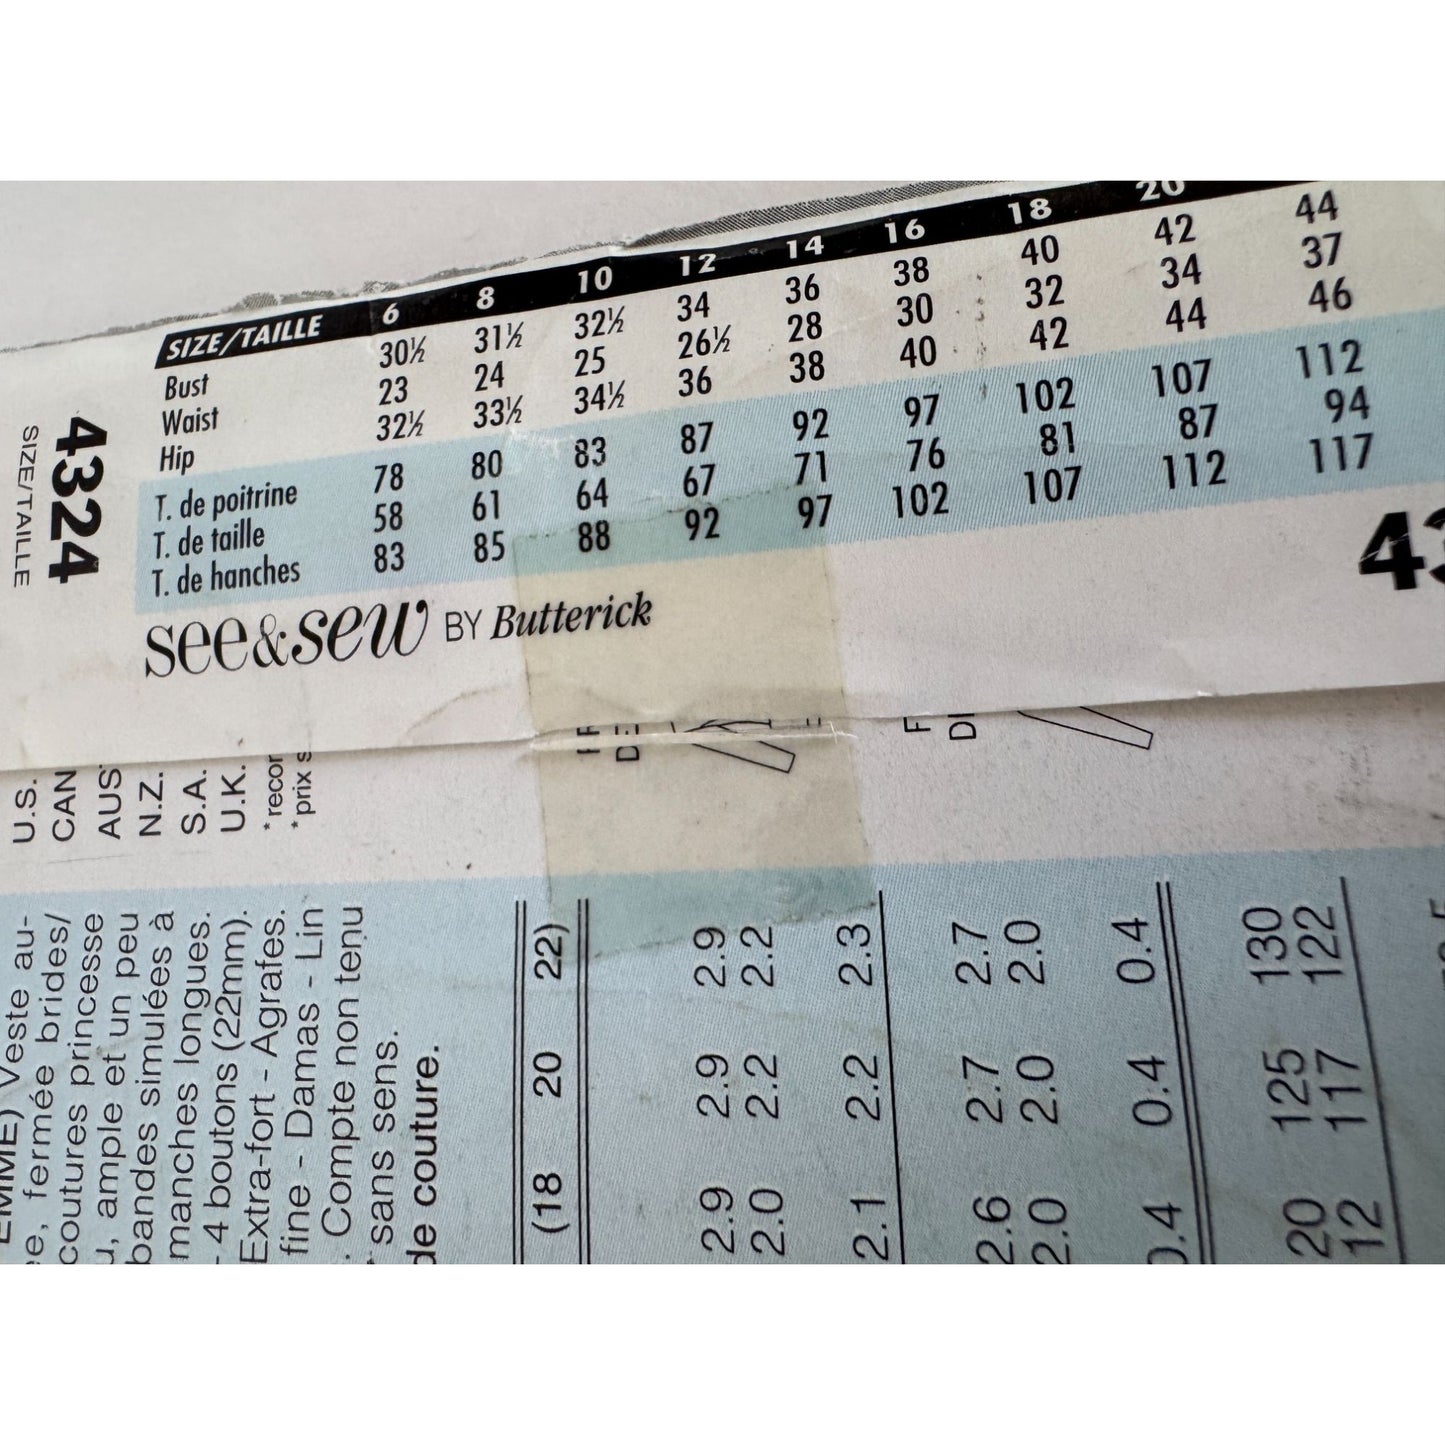 SIZE/TAILLE 6 8 10 12 14 16 18 20
Bust 30½ 31½ 32½ 34 36 38 40 42 44
Waist 23 24 25 26½ 28 30 32 34 37
Hip 32½ 33½ 34½ 36 38 40 42 44 46
T. de poitrine 78 80 83 87 92 97 102 107 112
T. de taille 58 61 64 67 71 76 81 87 94
T. de hanches 83 85 88 92 97 102 107 112 117
see&sew BY Butterick
4324
SIZE/TAILLE
U.S.
CAN
AUS
N.Z.
S.A.
U.K.
*recor
*prix s
Veste au-
e, fermée brides/
coutures princesse
u, ample et un peu
bandes simulées à
manches longues.
- 4 boutons (22mm).
Extra-fort - Agrafes.
fine - Damas - Lin
. Compte non tenu
sans sens.
de couture.
(18 20 22)
2.9 2.9 2.9
2.0 2.2 2.2
2.1 2.2 2.3
2.6 2.7 2.7
2.0 2.0 2.0
0.4 0.4 0.4
20 125 130
12 117 122